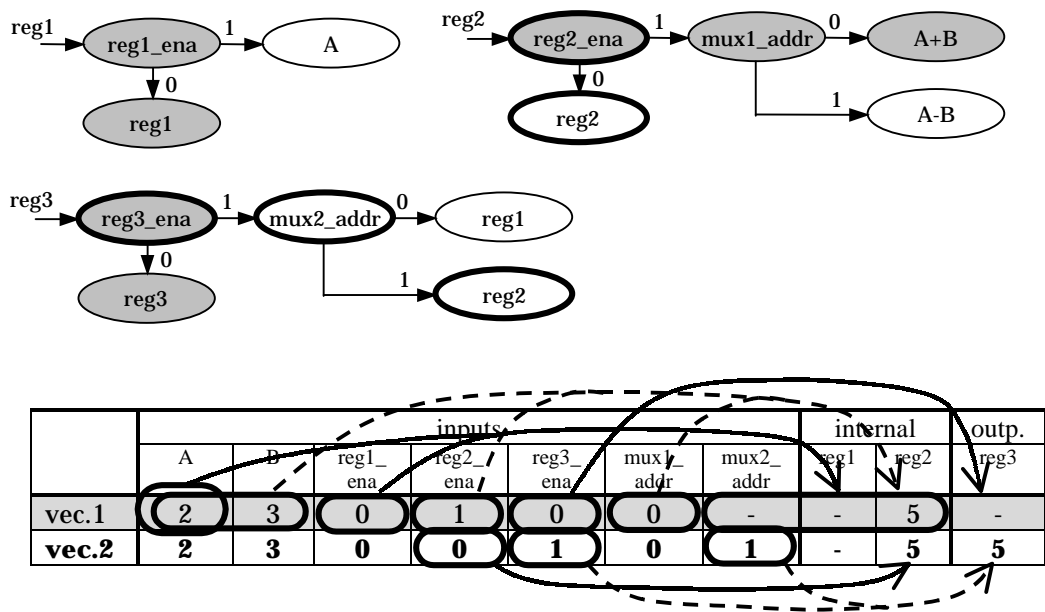 reg1 reg1_ena 1 A
0
reg1
reg2 reg2_ena 1 mux1_addr 0 A+B
0
reg2 1 A-B
reg3 reg3_ena 1 mux2_addr 0 reg1
0
reg3 1 reg2
inputs internal outp.
A B reg1_ reg2_ reg3_ mux1_ mux2_ reg1 reg2 reg3
ena ena ena addr addr
vec.1 2 3 0 1 0 0 - - 5 -
vec.2 2 3 0 0 1 0 1 - 5 5